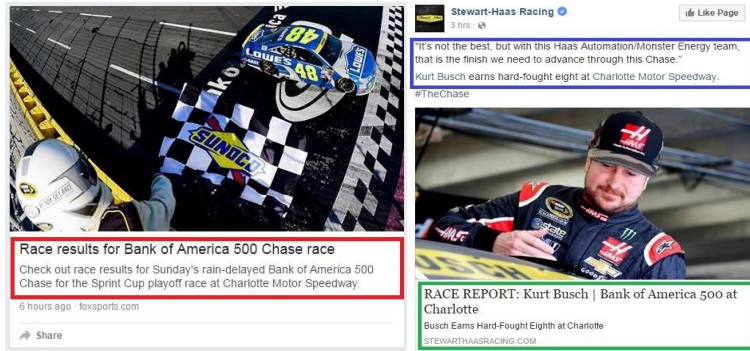 48
LOWE'S
48
SUNOCO
Race results for Bank of America 500 Chase race
Check out race results for Sunday's rain-delayed Bank of America 500
Chase for the Sprint Cup playoff race at Charlotte Motor Speedway.
6 hours ago · foxsports.com
Share
Stewart-Haas Racing
Like Page
3 hrs ·
"It's not the best, but with this Haas Automation/Monster Energy team,
that is the finish we need to advance through this Chase."
Kurt Busch earns hard-fought eight at Charlotte Motor Speedway.
#TheChase
HAAS
HAAS
BUSCH
RACE REPORT: Kurt Busch | Bank of America 500 at
Charlotte
Busch Earns Hard-Fought Eighth at Charlotte
STEWARTHAASRACING.COM